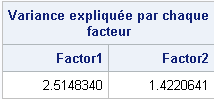 Variance expliquée par chaque
facteur
Factor1 Factor2
2.5148340 1.4220641